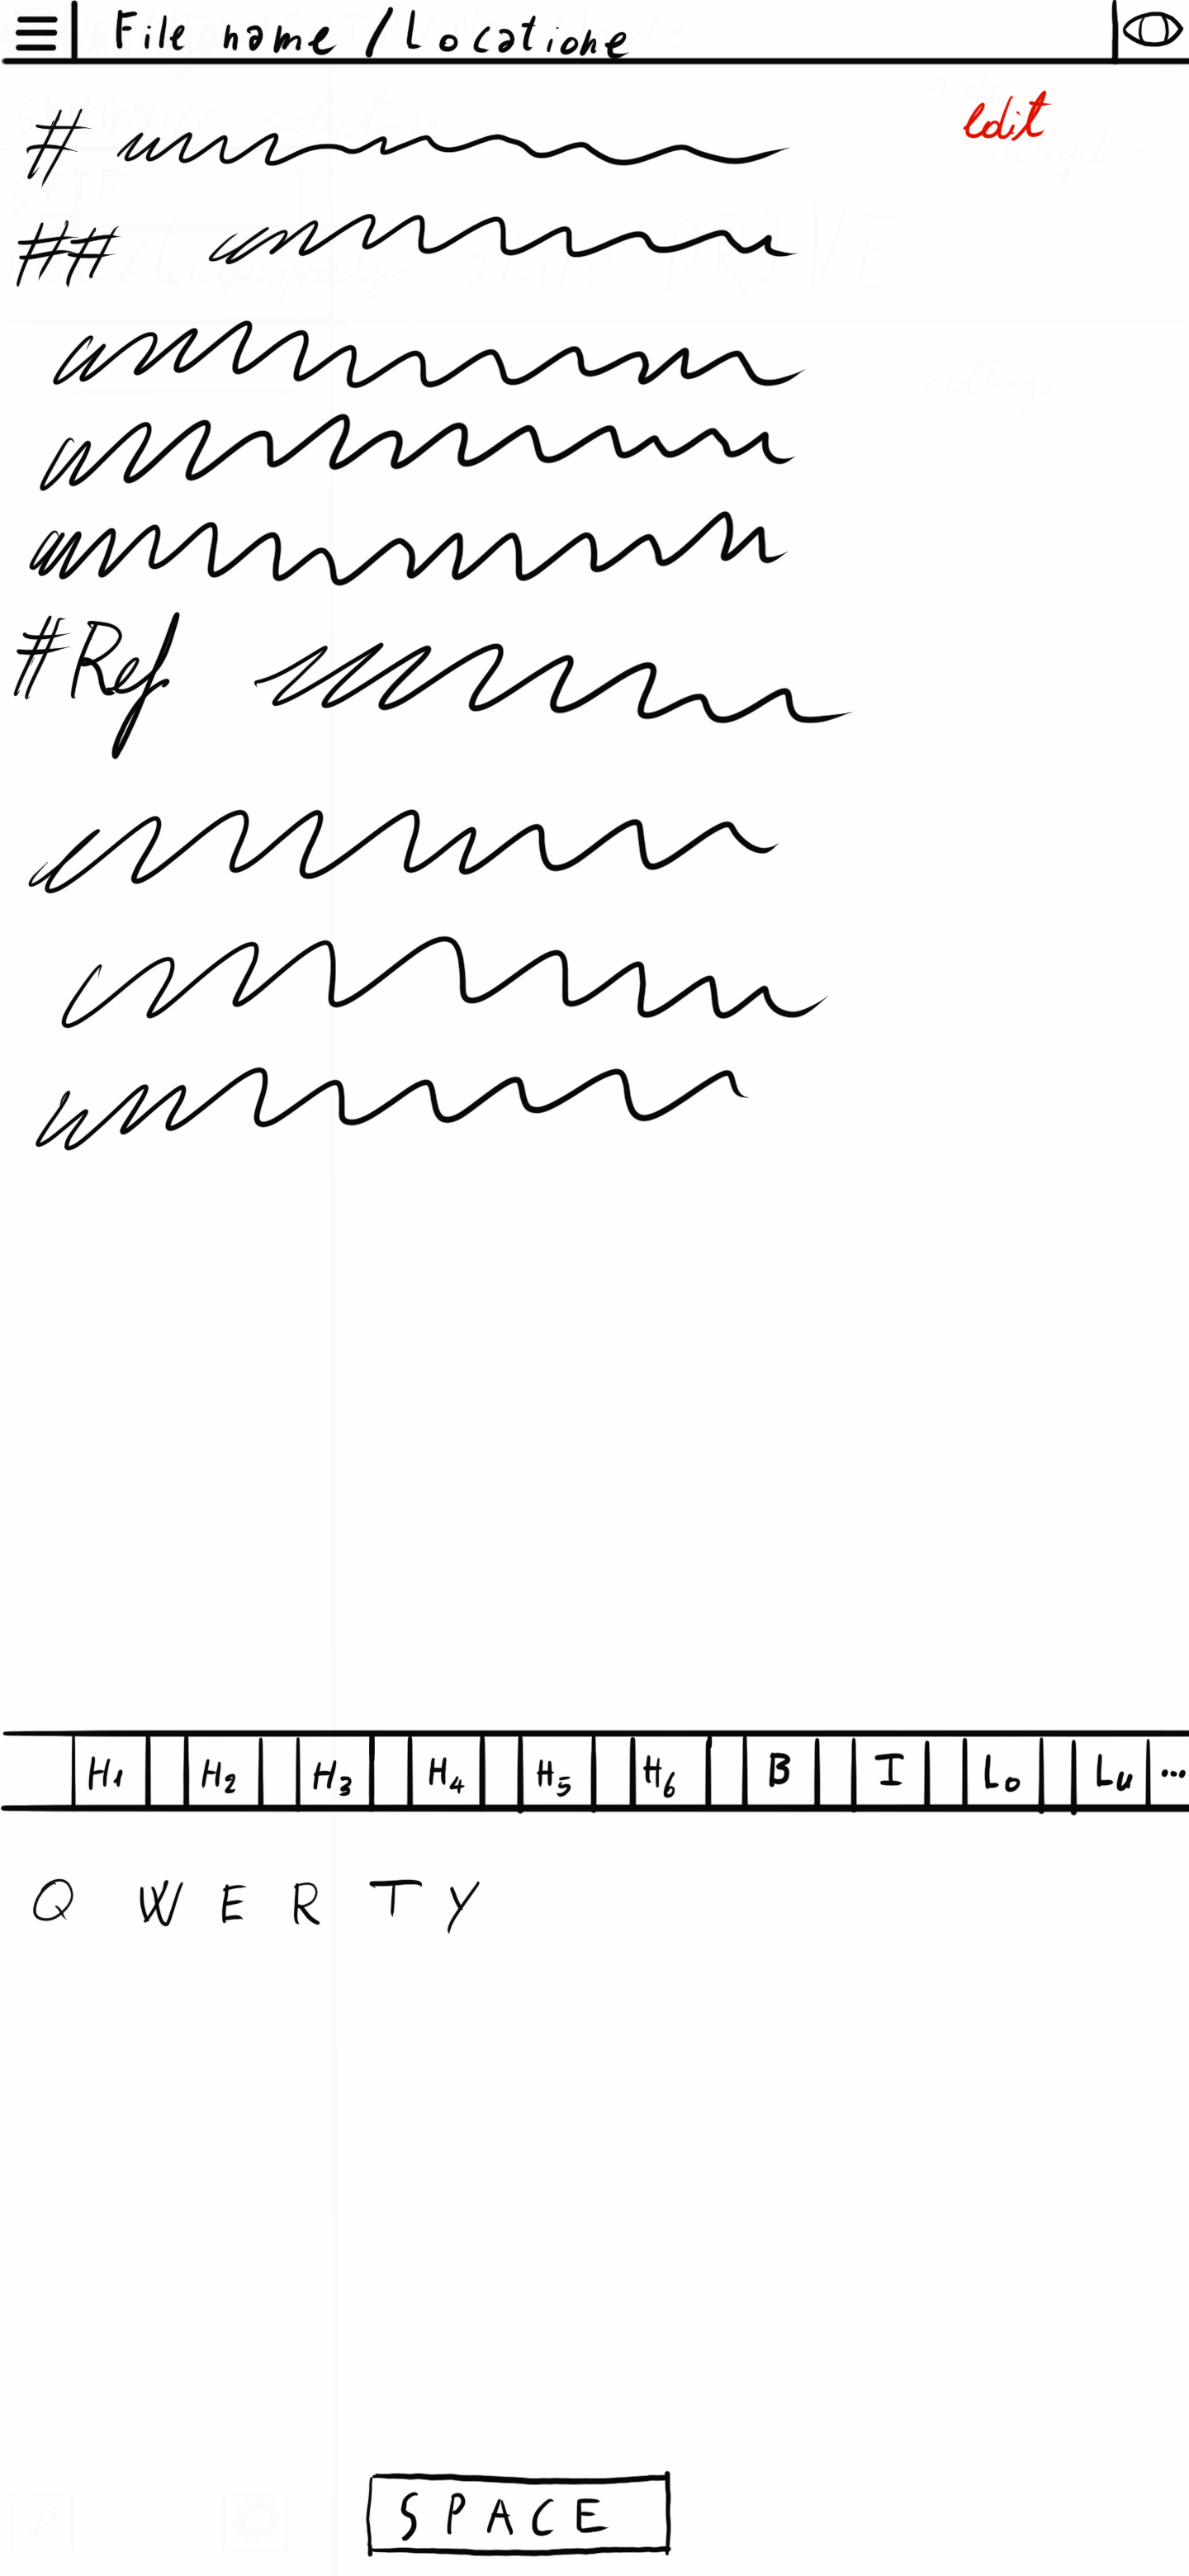 File name / Locatione
edit
#
##
#Ref
H1 H2 H3 H4 H5 H6 B I Lo Lu ...
Q W E R T Y
SPACE